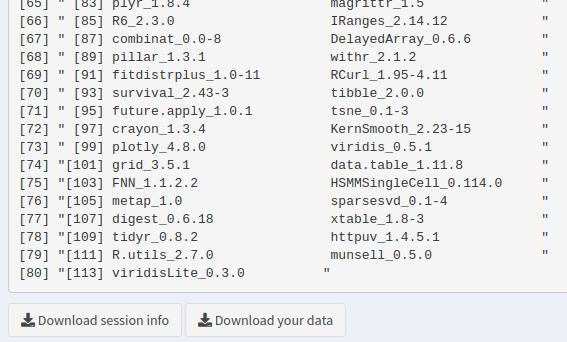 [65] " [83] plyr_1.8.4                  magrittr_1.5               "
[66] " [85] R6_2.3.0                    IRanges_2.14.12            "
[67] " [87] combinat_0.0-8              DelayedArray_0.6.6         "
[68] " [89] pillar_1.3.1                withr_2.1.2                "
[69] " [91] fitdistrplus_1.0-11         RCurl_1.95-4.11            "
[70] " [93] survival_2.43-3             tibble_2.0.0               "
[71] " [95] future.apply_1.0.1          tsne_0.1-3                 "
[72] " [97] crayon_1.3.4                KernSmooth_2.23-15         "
[73] " [99] plotly_4.8.0                viridis_0.5.1              "
[74] "[101] grid_3.5.1                  data.table_1.11.8          "
[75] "[103] FNN_1.1.2.2                 HSMMSingleCell_0.114.0     "
[76] "[105] metap_1.0                   sparsesvd_0.1-4            "
[77] "[107] digest_0.6.18               xtable_1.8-3               "
[78] "[109] tidyr_0.8.2                 httpuv_1.4.5.1             "
[79] "[111] R.utils_2.7.0               munsell_0.5.0              "
[80] "[113] viridisLite_0.3.0          "
Download session info Download your data